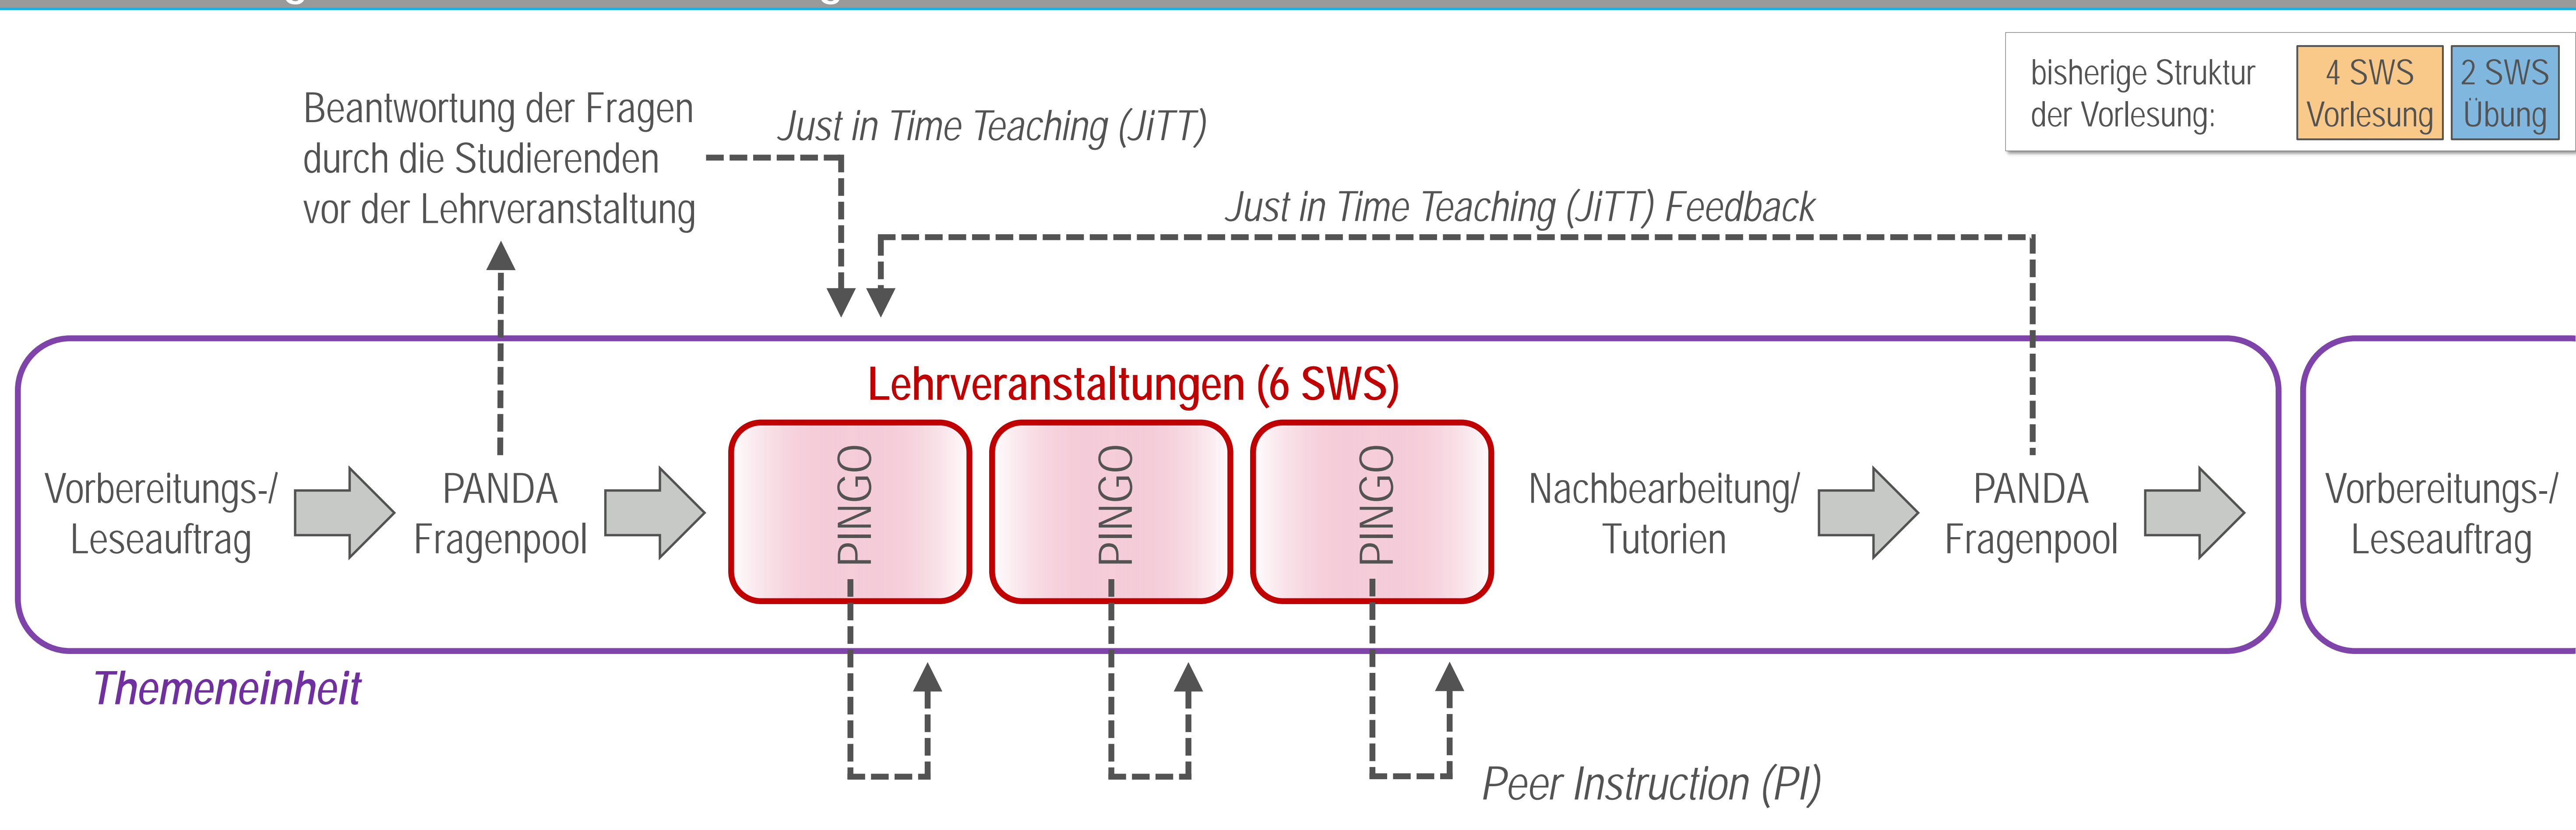 bisherige Struktur
der Vorlesung:
4 SWS
Vorlesung
2 SWS
Übung
Beantwortung der Fragen
durch die Studierenden
vor der Lehrveranstaltung
Just in Time Teaching (JiTT)
Just in Time Teaching (JiTT) Feedback
Lehrveranstaltungen (6 SWS)
Vorbereitungs-/
Leseauftrag
PANDA
Fragenpool
PINGO
PINGO
PINGO
Nachbearbeitung/
Tutorien
PANDA
Fragenpool
Vorbereitungs-/
Leseauftrag
Themeneinheit
Peer Instruction (PI)